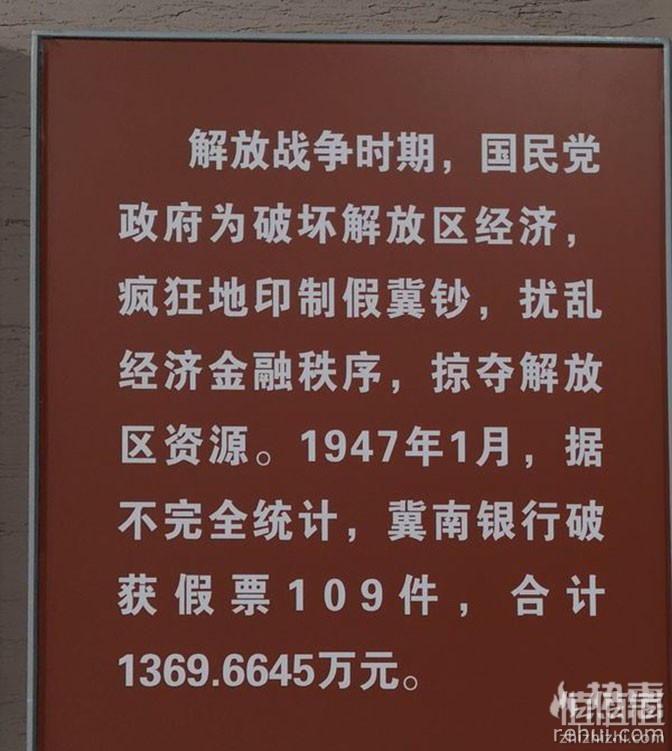 解放战争时期，国民党
政府为破坏解放区经济，
疯狂地印制假冀钞，扰乱
经济金融秩序，掠夺解放
区资源。1947年1月，据
不完全统计，冀南银行破
获假票109件，合计
1369.6645万元。
rehui.com
zhizhizhi.com